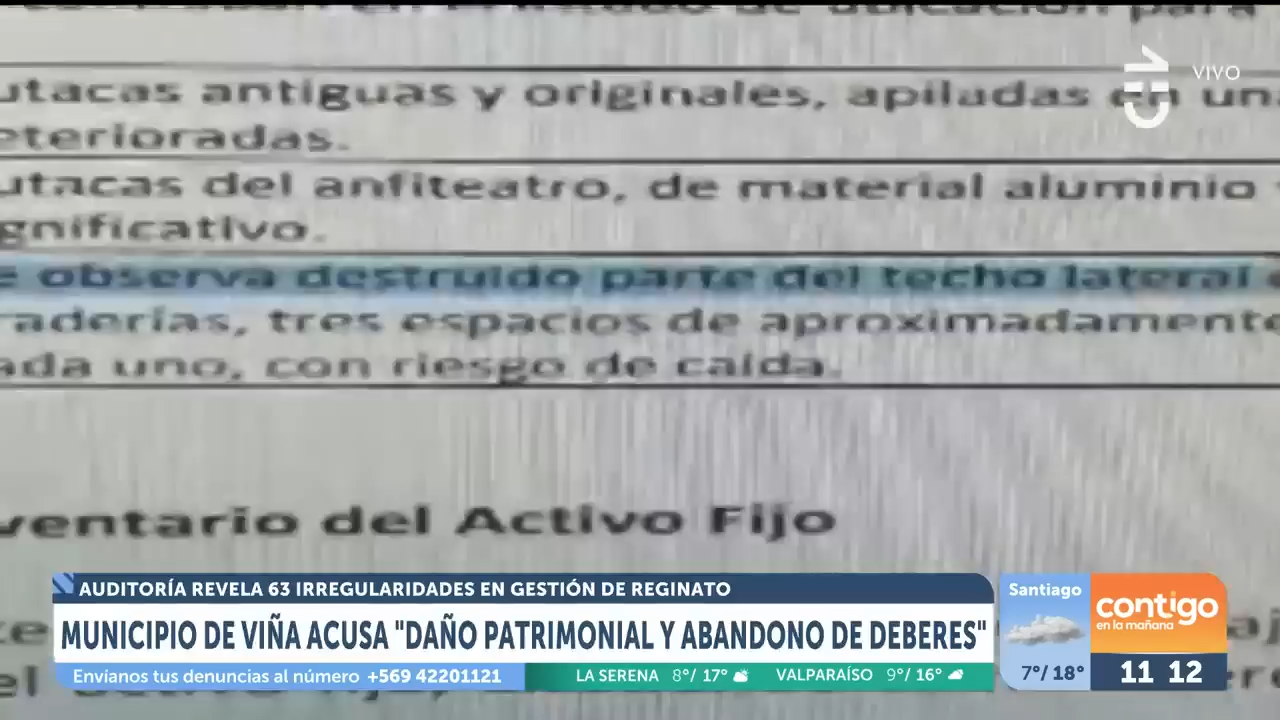 utacas antiguas y originales, apiladas en una
eterioradas.
utacas del anfiteatro, de material aluminio
gnificativo.
e observa destruido parte del techo lateral
raderías, tres espacios de aproximadamente
ada uno, con riesgo de caída.
ventario del Activo Fijo
VIVO
AUDITORÍA REVELA 63 IRREGULARIDADES EN GESTIÓN DE REGINATO
MUNICIPIO DE VIÑA ACUSA "DAÑO PATRIMONIAL Y ABANDONO DE DEBERES"
Envíanos tus denuncias al número +569 42201121
LA SERENA 8°/ 17° VALPARAÍSO 9°/ 16°
Santiago
7°/ 18°
contigo
en la mañana
11 12